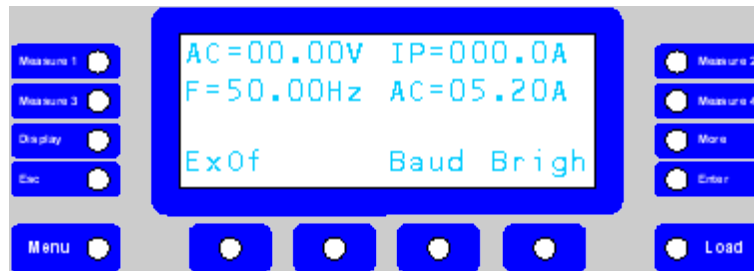 Measure 1
AC=00.00V IP=000.0A
Measure 2
Measure 3
F=50.00Hz AC=05.20A
Measure 4
Display
More
Esc
ExOf Baud Brigh
Enter
Menu
Load